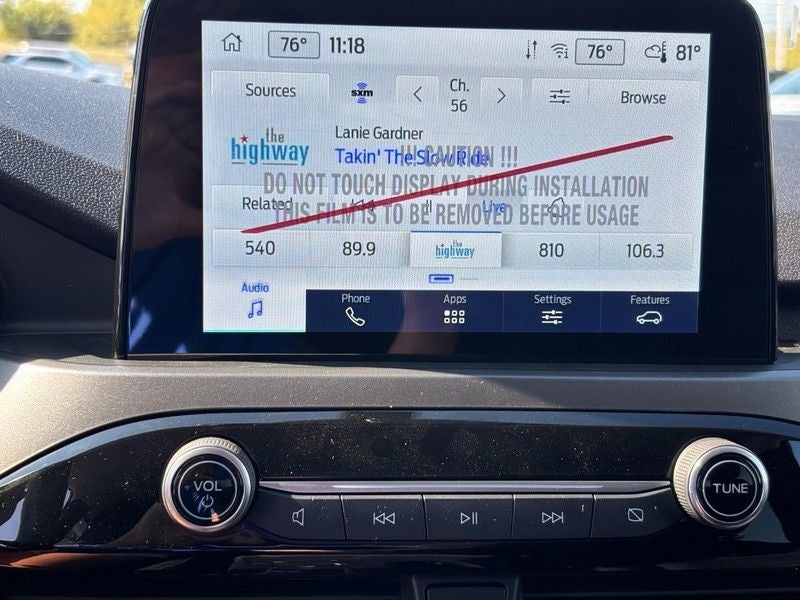 76° 11:18 76° 81°
Sources sxm Ch. 56 Browse
the highway
Lanie Gardner
Takin' The Slow Ride
!!! CAUTION !!!
DO NOT TOUCH DISPLAY DURING INSTALLATION
THIS FILM IS TO BE REMOVED BEFORE USAGE
Related Live
540 89.9 the highway 810 106.3
Audio Phone Apps Settings Features
VOL TUNE